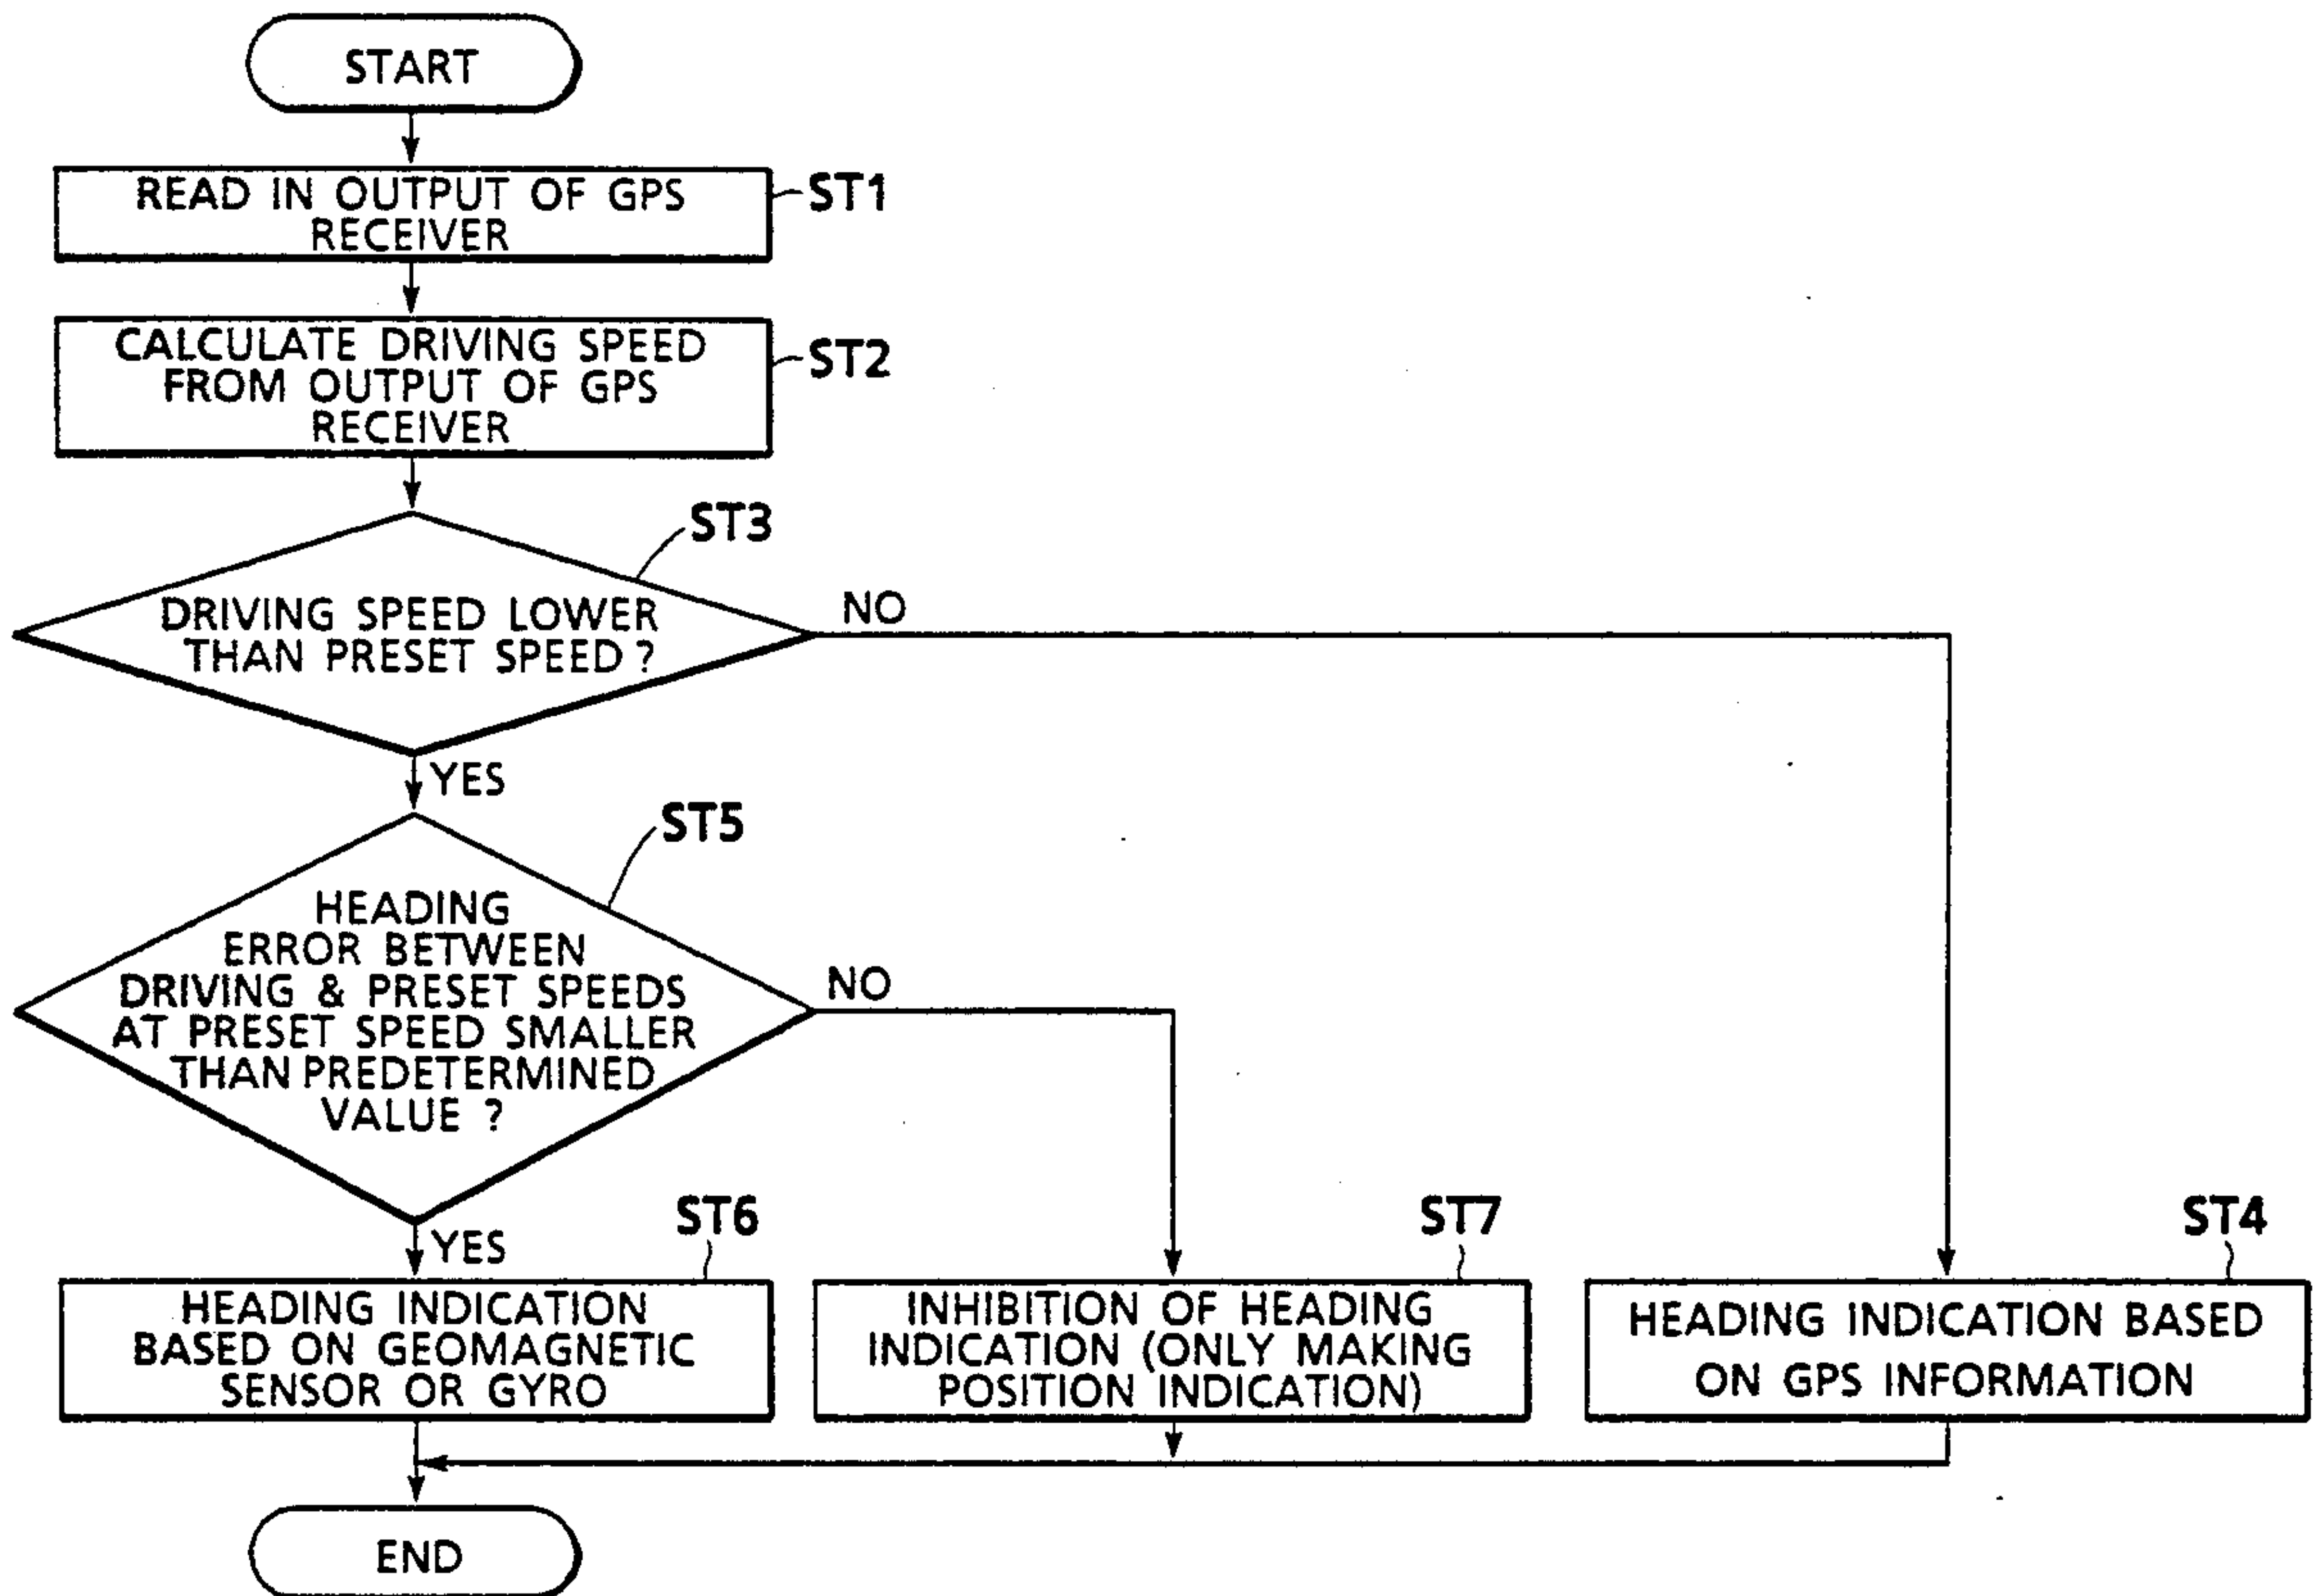 START
READ IN OUTPUT OF GPS
RECEIVER
ST1
CALCULATE DRIVING SPEED
FROM OUTPUT OF GPS
RECEIVER
ST2
ST3
DRIVING SPEED LOWER
THAN PRESET SPEED ?
NO
YES
ST5
HEADING
ERROR BETWEEN
DRIVING & PRESET SPEEDS
AT PRESET SPEED SMALLER
THAN PREDETERMINED
VALUE ?
NO
YES
ST6
HEADING INDICATION
BASED ON GEOMAGNETIC
SENSOR OR GYRO
ST7
INHIBITION OF HEADING
INDICATION (ONLY MAKING
POSITION INDICATION)
ST4
HEADING INDICATION BASED
ON GPS INFORMATION
END